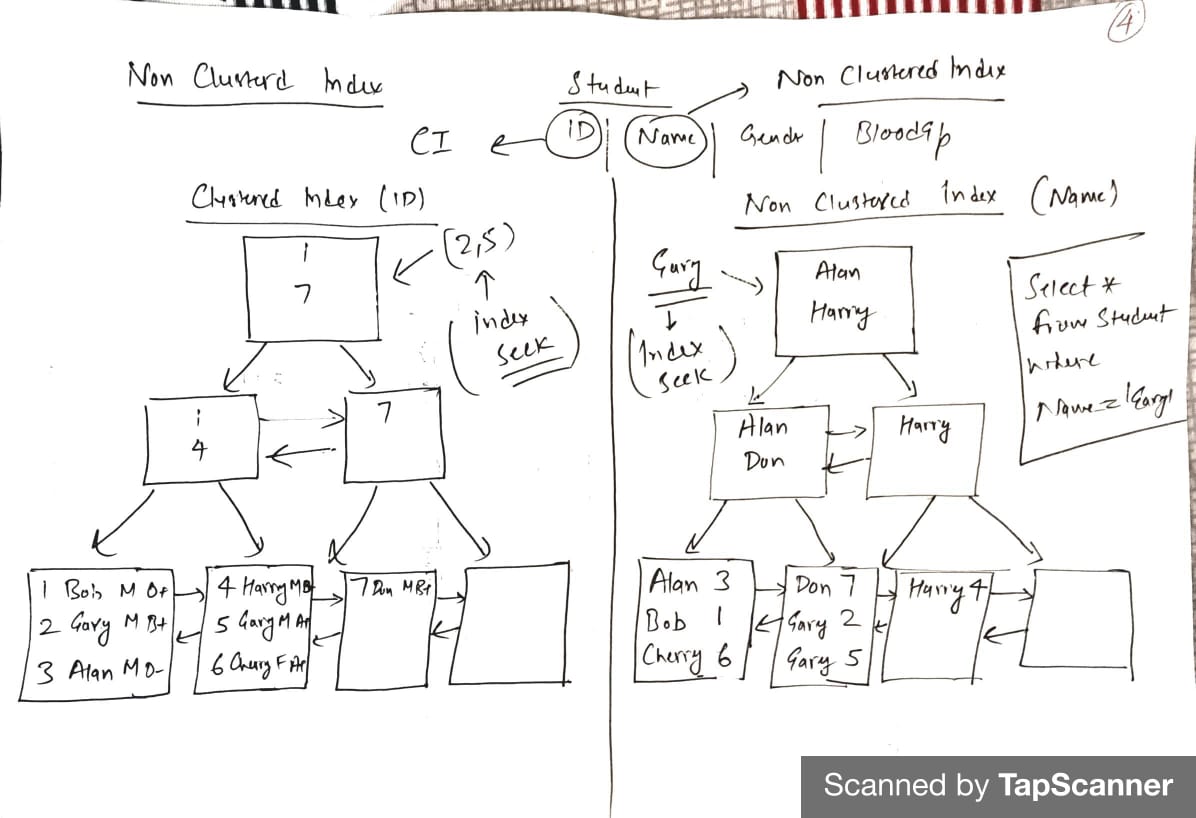 4
Non Clusterd Index
Student
Non Clustered Index
CI
ID | Name | Gendr | BloodGp
Clustered Index (ID)
Non Clustered Index (Name)
1
7
(2,5)
(index
seek)
1
4
7
1 Bob M O+
2 Gary M B+
3 Alan M O-
4 Harry M B+
5 Gary M A+
6 Cherry F A+
7 Don M B+
Gary
(Index
Seek)
Alan
Harry
Select *
from Student
where
Name = 'Gary'
Alan
Don
Harry
Alan 3
Bob 1
Cherry 6
Don 7
Gary 2
Gary 5
Harry 4
Scanned by TapScanner